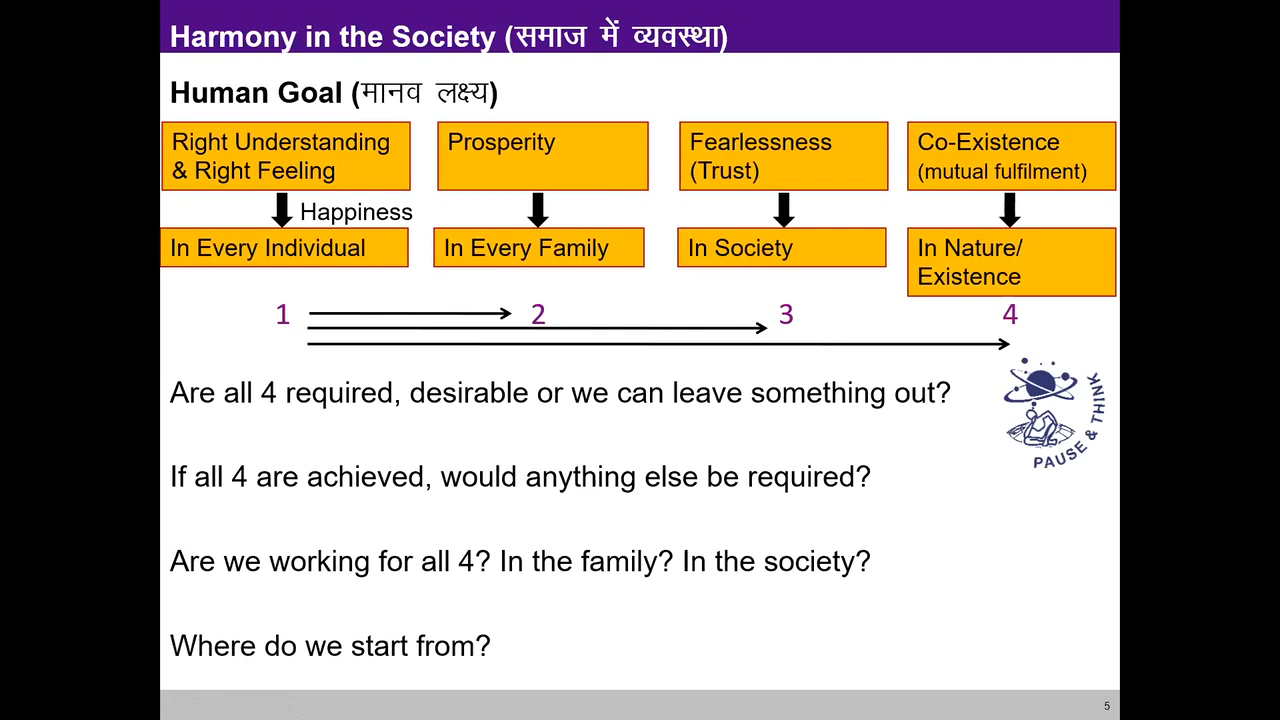 Harmony in the Society (समाज में व्यवस्था)
Human Goal (मानव लक्ष्य)
Right Understanding
& Right Feeling
Prosperity
Fearlessness
(Trust)
Co-Existence
(mutual fulfilment)
Happiness
In Every Individual
In Every Family
In Society
In Nature/
Existence
1
2
3
4
Are all 4 required, desirable or we can leave something out?
PAUSE & THINK
If all 4 are achieved, would anything else be required?
Are we working for all 4? In the family? In the society?
Where do we start from?
5